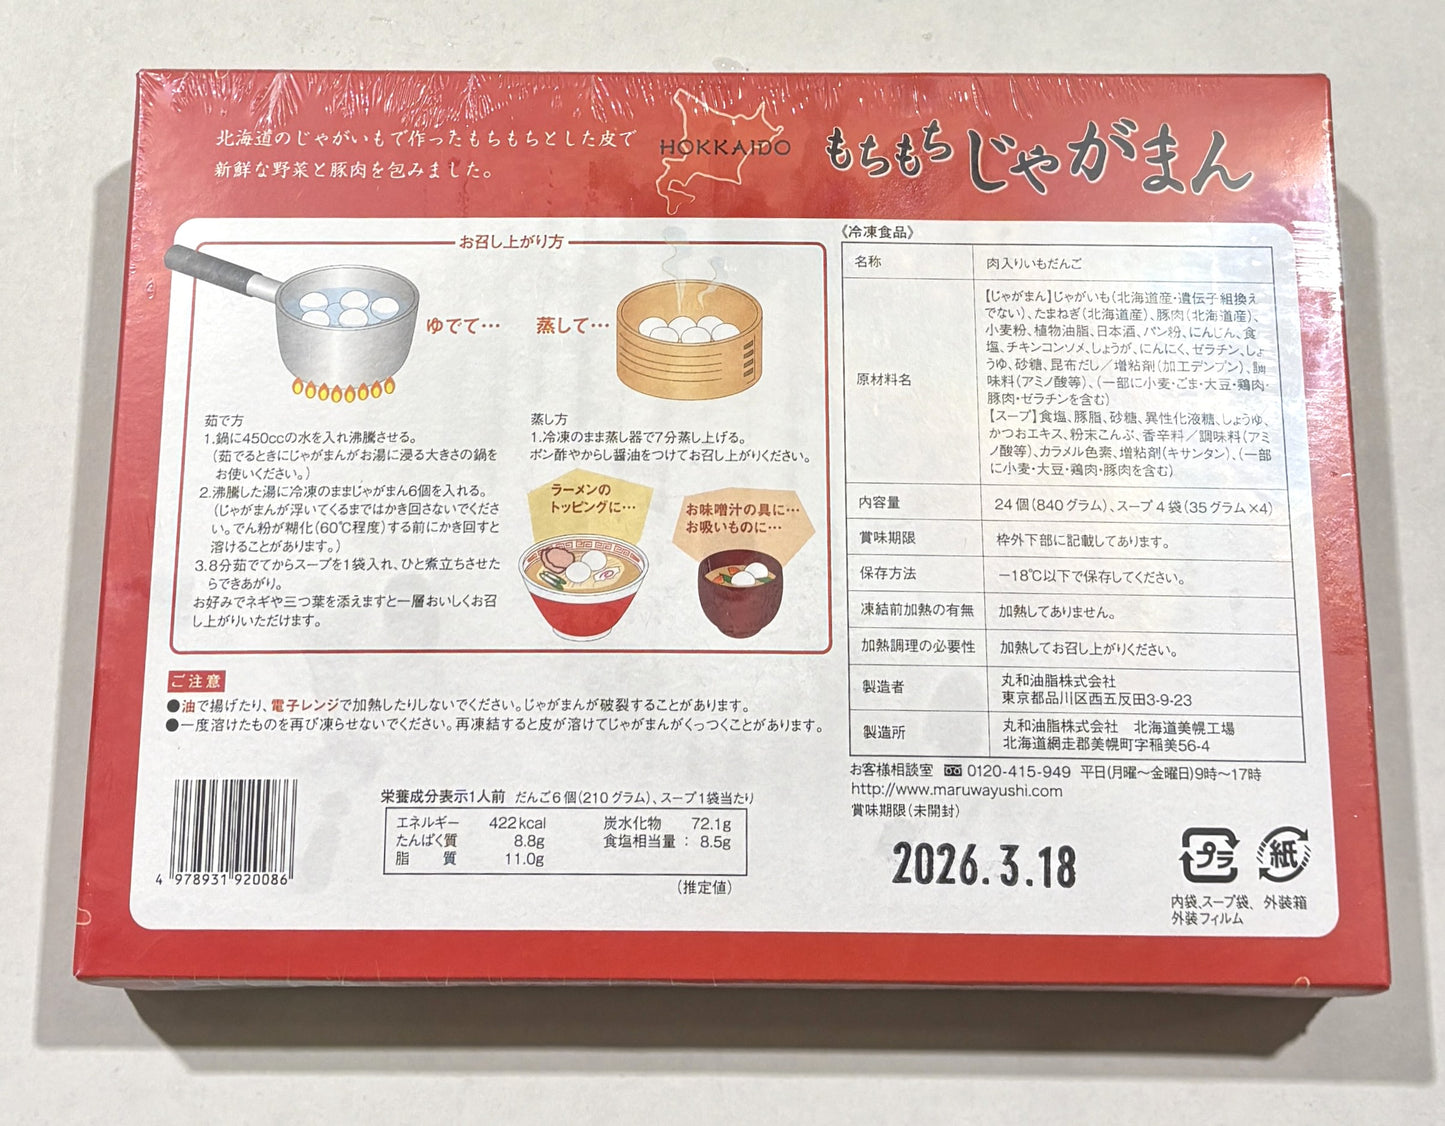 北海道のじゃがいもで作ったもちもちとした皮で
新鮮な野菜と豚肉を包みました。
HOKKAIDO
もちもちじゃがまん
お召し上がり方
ゆでて…
蒸して…
茹で方
1.鍋に450ccの水を入れ沸騰させる。
（茹でるときにじゃがまんがお湯に浸る大きさの鍋を
お使いください。）
2.沸騰した湯に冷凍のままじゃがまん6個を入れる。
（じゃがまんが浮いてくるまではかき回さないでくださ
い。でん粉が糊化（60℃程度）する前にかき回すと
溶けることがあります。）
3.8分茹でてからスープを1袋入れ、ひと煮立ちさせた
らできあがり。
お好みでネギや三つ葉を添えますと一層おいしくお召
し上がりいただけます。
蒸し方
1.冷凍のまま蒸し器で7分蒸し上げる。
ポン酢やからし醤油をつけてお召し上がりください。
ラーメンの
トッピングに…
お味噌汁の具に…
お吸いものに…
ご注意
●油で揚げたり、電子レンジで加熱したりしないでください。じゃがまんが破裂することがあります。
●一度溶けたものを再び凍らせないでください。再凍結すると皮が溶けてじゃがまんがくっつくことがあります。
4 978931 920086
栄養成分表示1人前 だんご6個（210グラム）、スープ1袋当たり
エネルギー 422kcal 炭水化物 72.1g
たんぱく質 8.8g 食塩相当量： 8.5g
脂 質 11.0g
（推定値）
《冷凍食品》
名称 肉入りいもだんご
原材料名
【じゃがまん】じゃがいも（北海道産・遺伝子組換え
でない）、たまねぎ（北海道産）、豚肉（北海道産）、
小麦粉、植物油脂、日本酒、パン粉、にんじん、食
塩、チキンコンソメ、しょうが、にんにく、ゼラチン、しょ
うゆ、砂糖、昆布だし／増粘剤（加工デンプン）、調
味料（アミノ酸等）、（一部に小麦・ごま・大豆・鶏肉・
豚肉・ゼラチンを含む）
【スープ】食塩、豚脂、砂糖、異性化液糖、しょうゆ、
かつおエキス、粉末こんぶ、香辛料／調味料（アミ
ノ酸等）、カラメル色素、増粘剤（キサンタン）、（一部
に小麦・大豆・鶏肉・豚肉を含む）
内容量 24個（840グラム）、スープ4袋（35グラム×4）
賞味期限 枠外下部に記載してあります。
保存方法 －18℃以下で保存してください。
凍結前加熱の有無 加熱してありません。
加熱調理の必要性 加熱してお召し上がりください。
製造者 丸和油脂株式会社
東京都品川区西五反田3-9-23
製造所 丸和油脂株式会社 北海道美幌工場
北海道網走郡美幌町字稲美56-4
お客様相談室 0120-415-949 平日（月曜～金曜日）9時～17時
http://www.maruwayushi.com
賞味期限（未開封）
2026.3.18
プラ 紙
内袋、スープ袋、 外装箱
外装フィルム